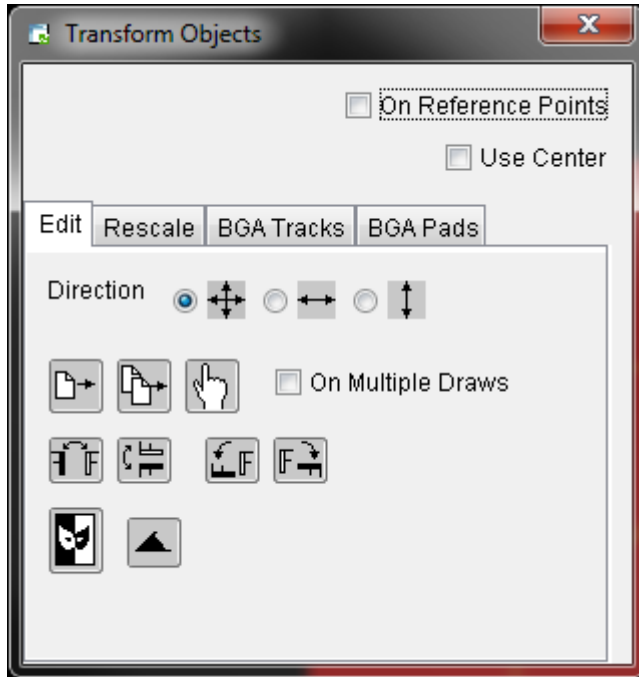 Transform Objects
On Reference Points
Use Center
Edit Rescale BGA Tracks BGA Pads
Direction
On Multiple Draws